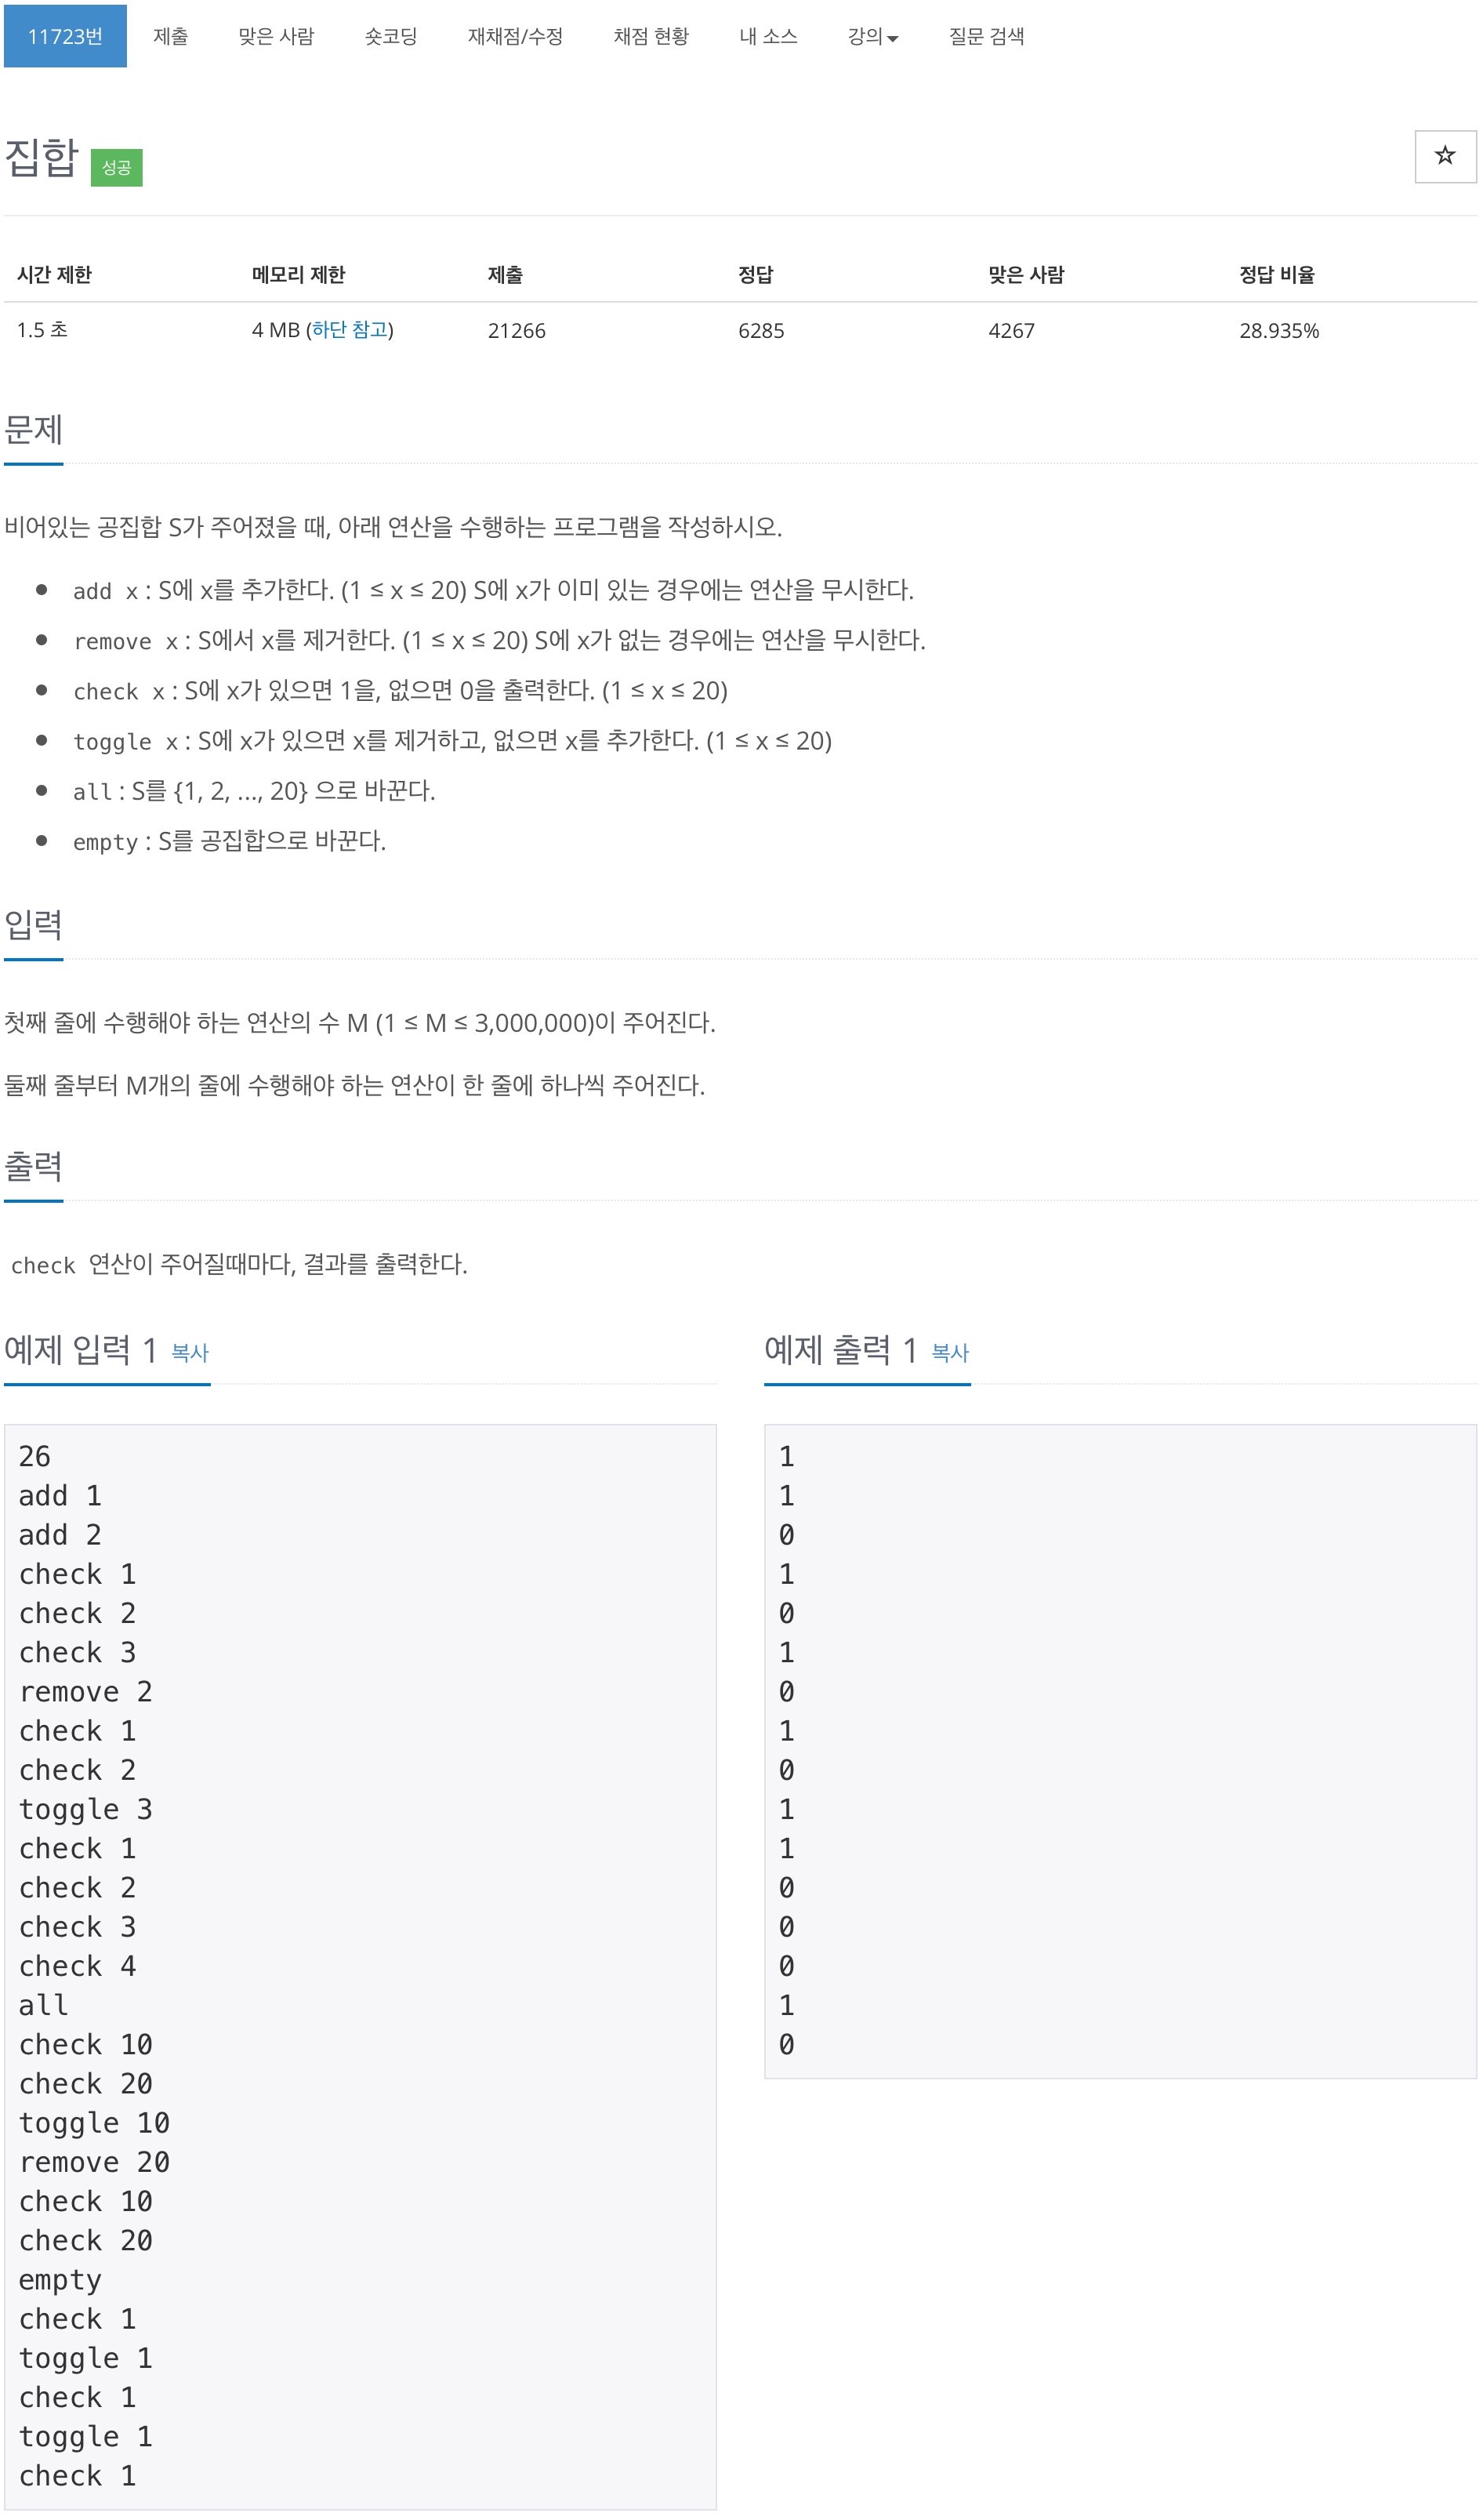 11723번 제출 맞은 사람 숏코딩 재채점/수정 채점 현황 내 소스 강의 질문 검색
집합 성공
시간 제한 메모리 제한 제출 정답 맞은 사람 정답 비율
1.5 초 4 MB (하단 참고) 21266 6285 4267 28.935%
문제
비어있는 공집합 S가 주어졌을 때, 아래 연산을 수행하는 프로그램을 작성하시오.
add x : S에 x를 추가한다. (1 ≤ x ≤ 20) S에 x가 이미 있는 경우에는 연산을 무시한다.
remove x : S에서 x를 제거한다. (1 ≤ x ≤ 20) S에 x가 없는 경우에는 연산을 무시한다.
check x : S에 x가 있으면 1을, 없으면 0을 출력한다. (1 ≤ x ≤ 20)
toggle x : S에 x가 있으면 x를 제거하고, 없으면 x를 추가한다. (1 ≤ x ≤ 20)
all : S를 {1, 2, ..., 20} 으로 바꾼다.
empty : S를 공집합으로 바꾼다.
입력
첫째 줄에 수행해야 하는 연산의 수 M (1 ≤ M ≤ 3,000,000)이 주어진다.
둘째 줄부터 M개의 줄에 수행해야 하는 연산이 한 줄에 하나씩 주어진다.
출력
check 연산이 주어질때마다, 결과를 출력한다.
예제 입력 1 복사
26
add 1
add 2
check 1
check 2
check 3
remove 2
check 1
check 2
toggle 3
check 1
check 2
check 3
check 4
all
check 10
check 20
toggle 10
remove 20
check 10
check 20
empty
check 1
toggle 1
check 1
toggle 1
check 1
예제 출력 1 복사
1
1
0
1
0
1
0
1
0
1
1
0
0
0
1
0